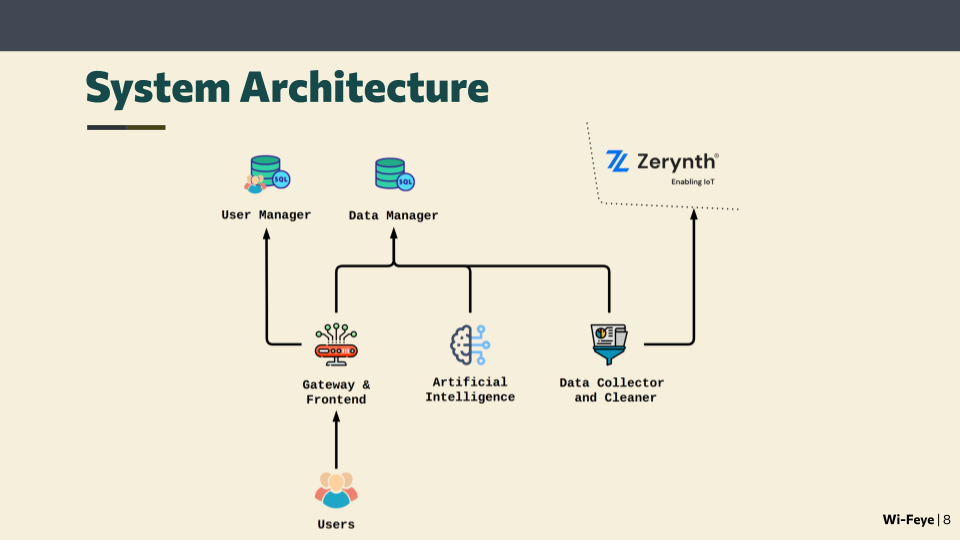 System Architecture
Zerynth®
Enabling IoT
SQL
SQL
User Manager
Data Manager
Gateway &
Frontend
Artificial
Intelligence
Data Collector
and Cleaner
Users
Wi-Feye | 8